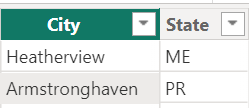 City State
Heatherview ME
Armstronghaven PR